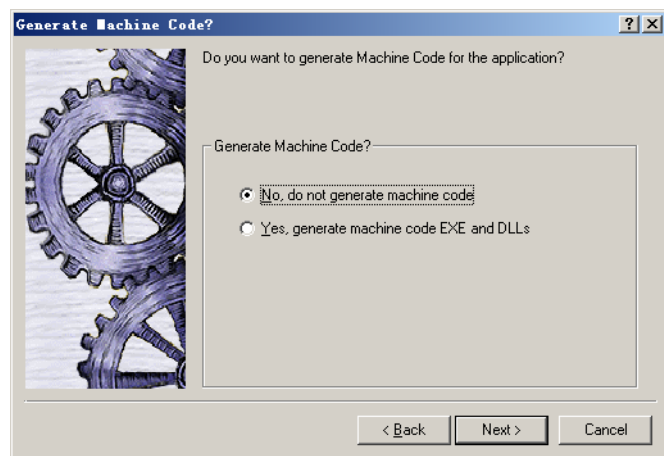 Generate Machine Code?
Do you want to generate Machine Code for the application?
Generate Machine Code?
No, do not generate machine code
Yes, generate machine code EXE and DLLs
< Back
Next >
Cancel